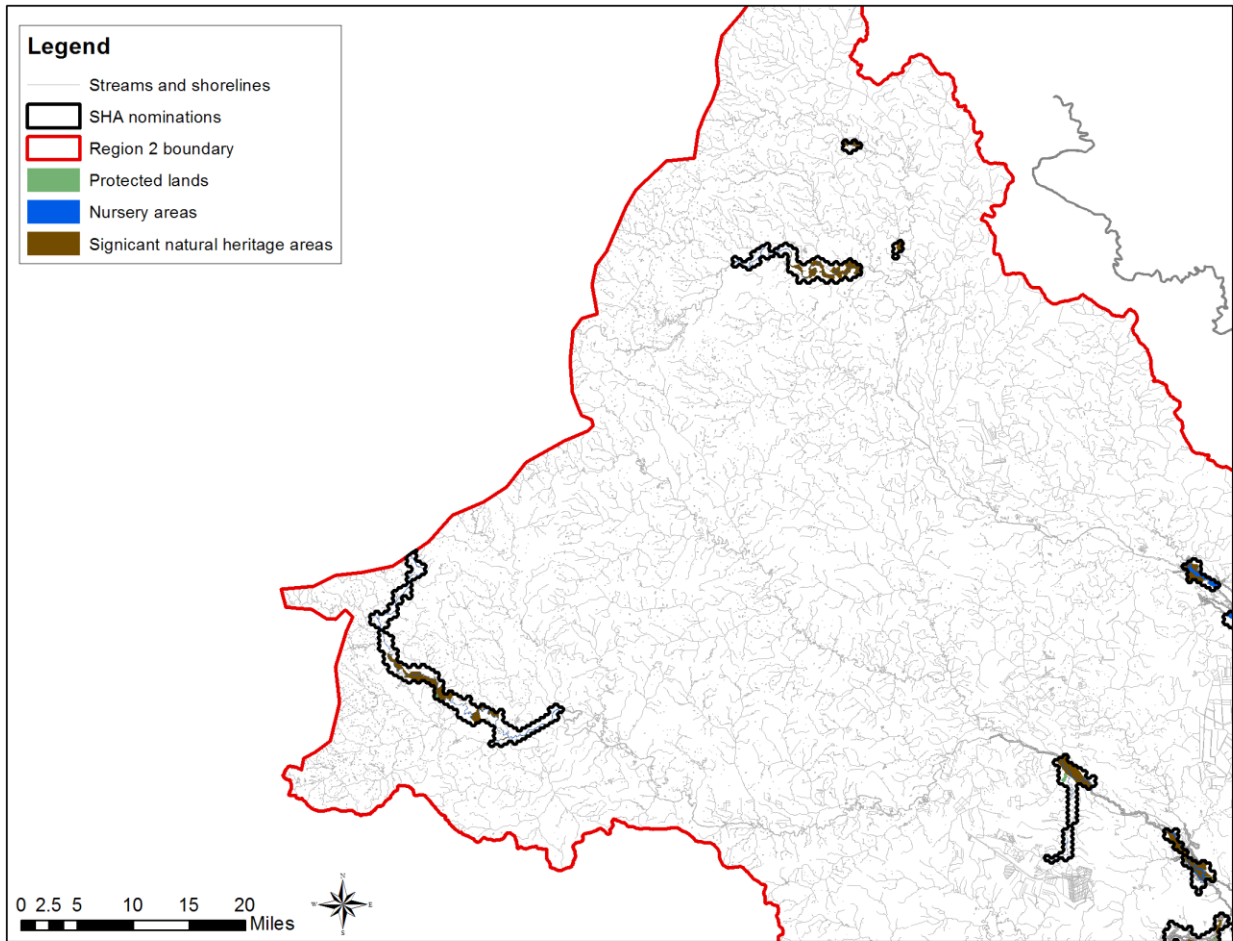 Legend
Streams and shorelines
SHA nominations
Region 2 boundary
Protected lands
Nursery areas
Signicant natural heritage areas
0 2.5 5 10 15 20
Miles
N
W E
S